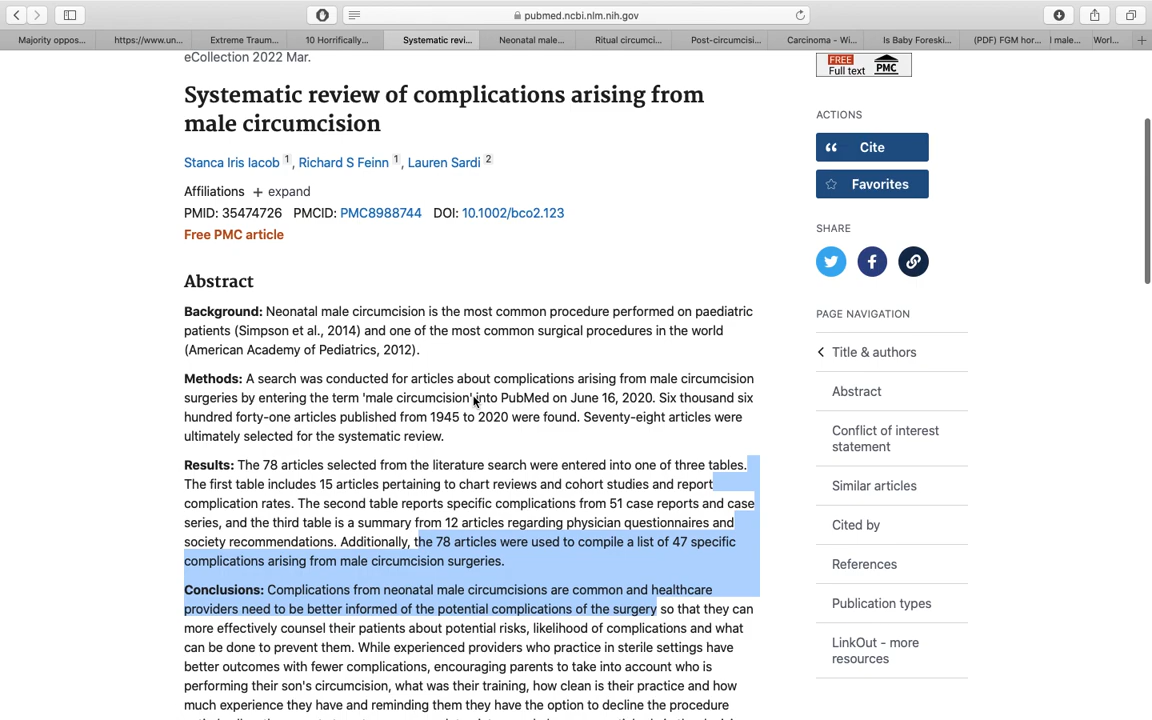 pubmed.ncbi.nlm.nih.gov
Majority oppos...
https://www.un...
Extreme Traum...
10 Horrifically...
Systematic revi...
Neonatal male...
Ritual circumci...
Post-circumcisi...
Carcinoma - Wi...
Is Baby Foreski...
(PDF) FGM hor...
I male...
Worl...
eCollection 2022 Mar.
Systematic review of complications arising from
male circumcision
Stanca Iris Iacob 1, Richard S Feinn 1, Lauren Sardi 2
Affiliations + expand
PMID: 35474726 PMCID: PMC8988744 DOI: 10.1002/bco2.123
Free PMC article
Abstract
Background: Neonatal male circumcision is the most common procedure performed on paediatric
patients (Simpson et al., 2014) and one of the most common surgical procedures in the world
(American Academy of Pediatrics, 2012).
Methods: A search was conducted for articles about complications arising from male circumcision
surgeries by entering the term 'male circumcision' into PubMed on June 16, 2020. Six thousand six
hundred forty-one articles published from 1945 to 2020 were found. Seventy-eight articles were
ultimately selected for the systematic review.
Results: The 78 articles selected from the literature search were entered into one of three tables.
The first table includes 15 articles pertaining to chart reviews and cohort studies and report
complication rates. The second table reports specific complications from 51 case reports and case
series, and the third table is a summary from 12 articles regarding physician questionnaires and
society recommendations. Additionally, the 78 articles were used to compile a list of 47 specific
complications arising from male circumcision surgeries.
Conclusions: Complications from neonatal male circumcisions are common and healthcare
providers need to be better informed of the potential complications of the surgery so that they can
more effectively counsel their patients about potential risks, likelihood of complications and what
can be done to prevent them. While experienced providers who practice in sterile settings have
better outcomes with fewer complications, encouraging parents to take into account who is
performing their son's circumcision, what was their training, how clean is their practice and how
much experience they have and reminding them they have the option to decline the procedure
FREE
Full text PMC
ACTIONS
Cite
Favorites
SHARE
PAGE NAVIGATION
Title & authors
Abstract
Conflict of interest
statement
Similar articles
Cited by
References
Publication types
LinkOut - more
resources